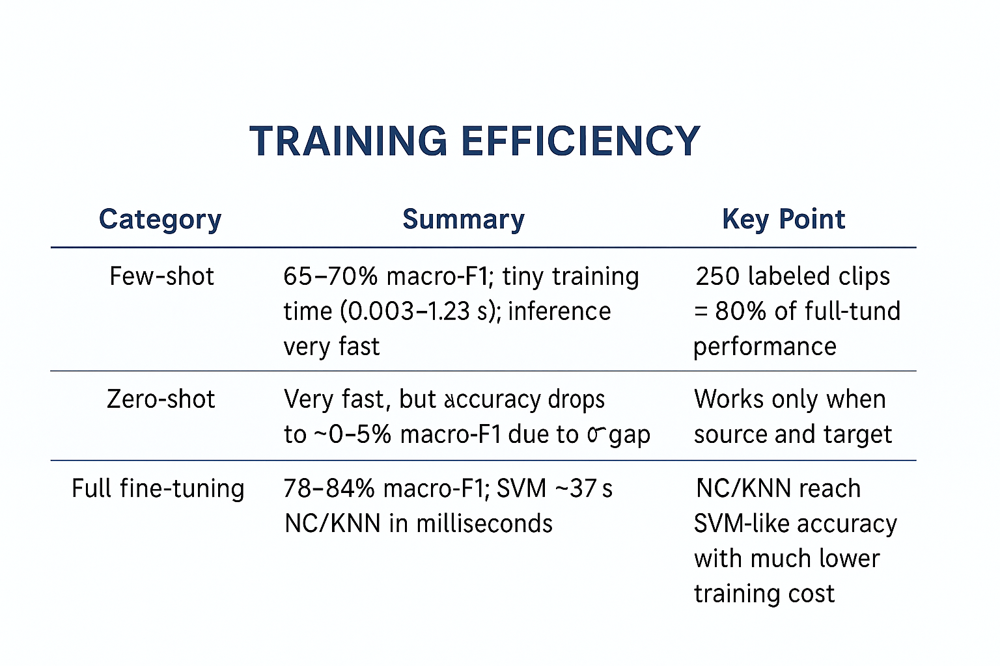 TRAINING EFFICIENCY
Category Summary Key Point
Few-shot 65–70% macro-F1; tiny training 250 labeled clips
time (0.003–1.23 s); inference = 80% of full-tund
very fast performance
Zero-shot Very fast, but accuracy drops Works only when
to ~0–5% macro-F1 due to gap source and target
Full fine-tuning 78–84% macro-F1; SVM ~37 s NC/KNN reach
NC/KNN in milliseconds SVM-like accuracy
with much lower
training cost